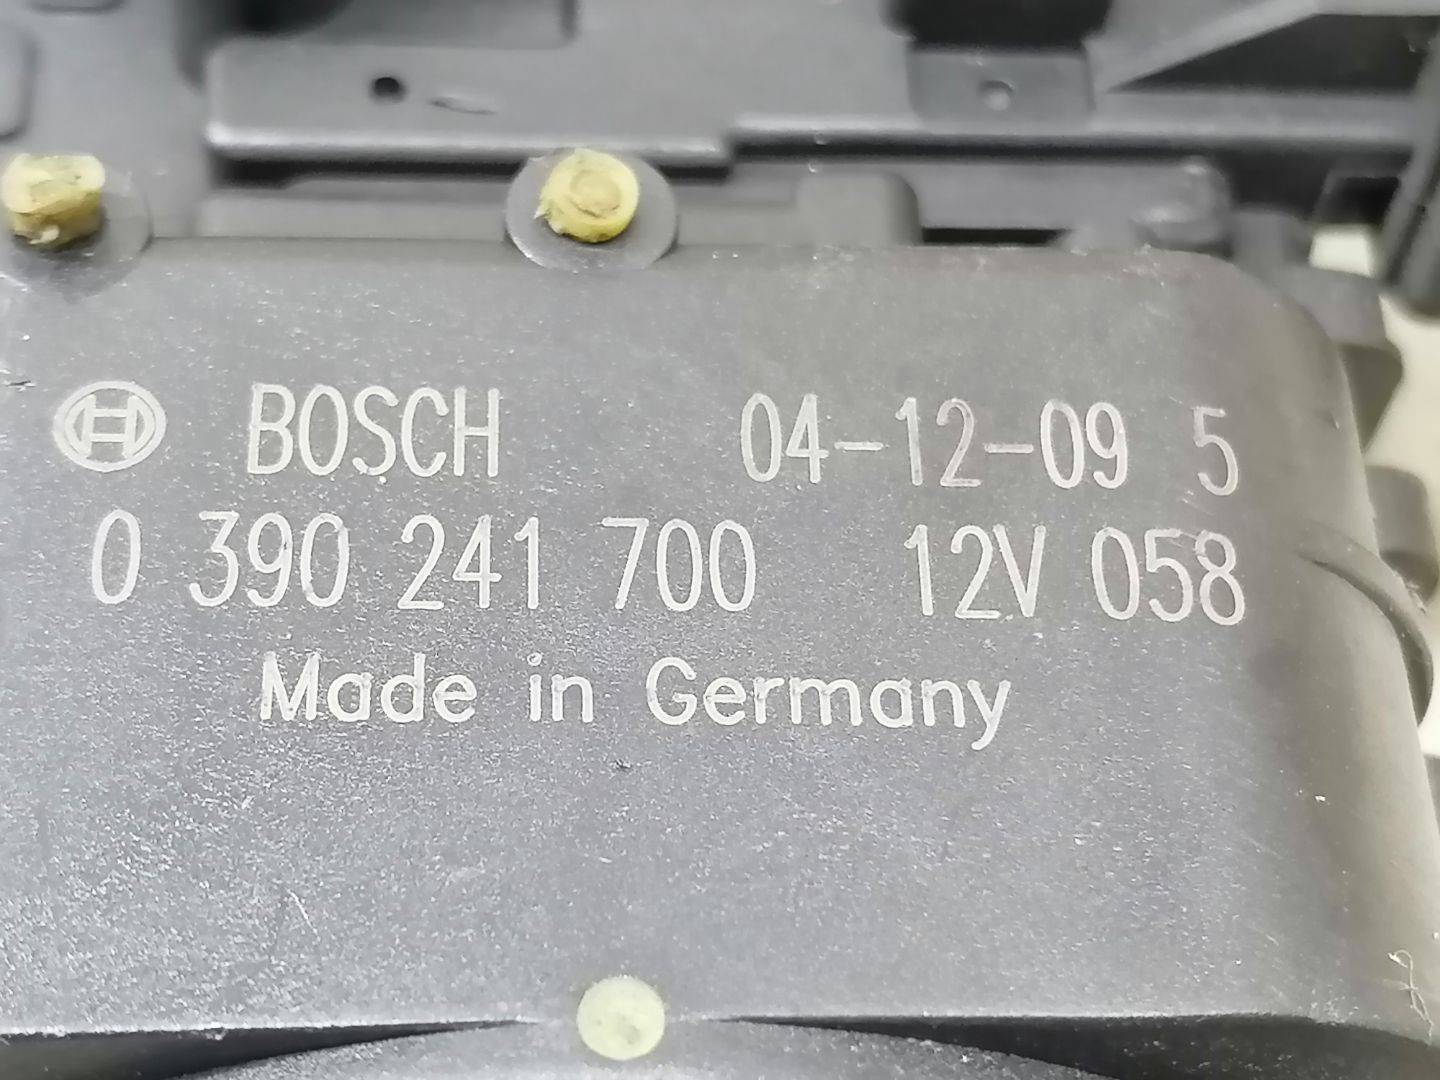 BOSCH 04-12-09 5
0 390 241 700 12V 058
Made in Germany